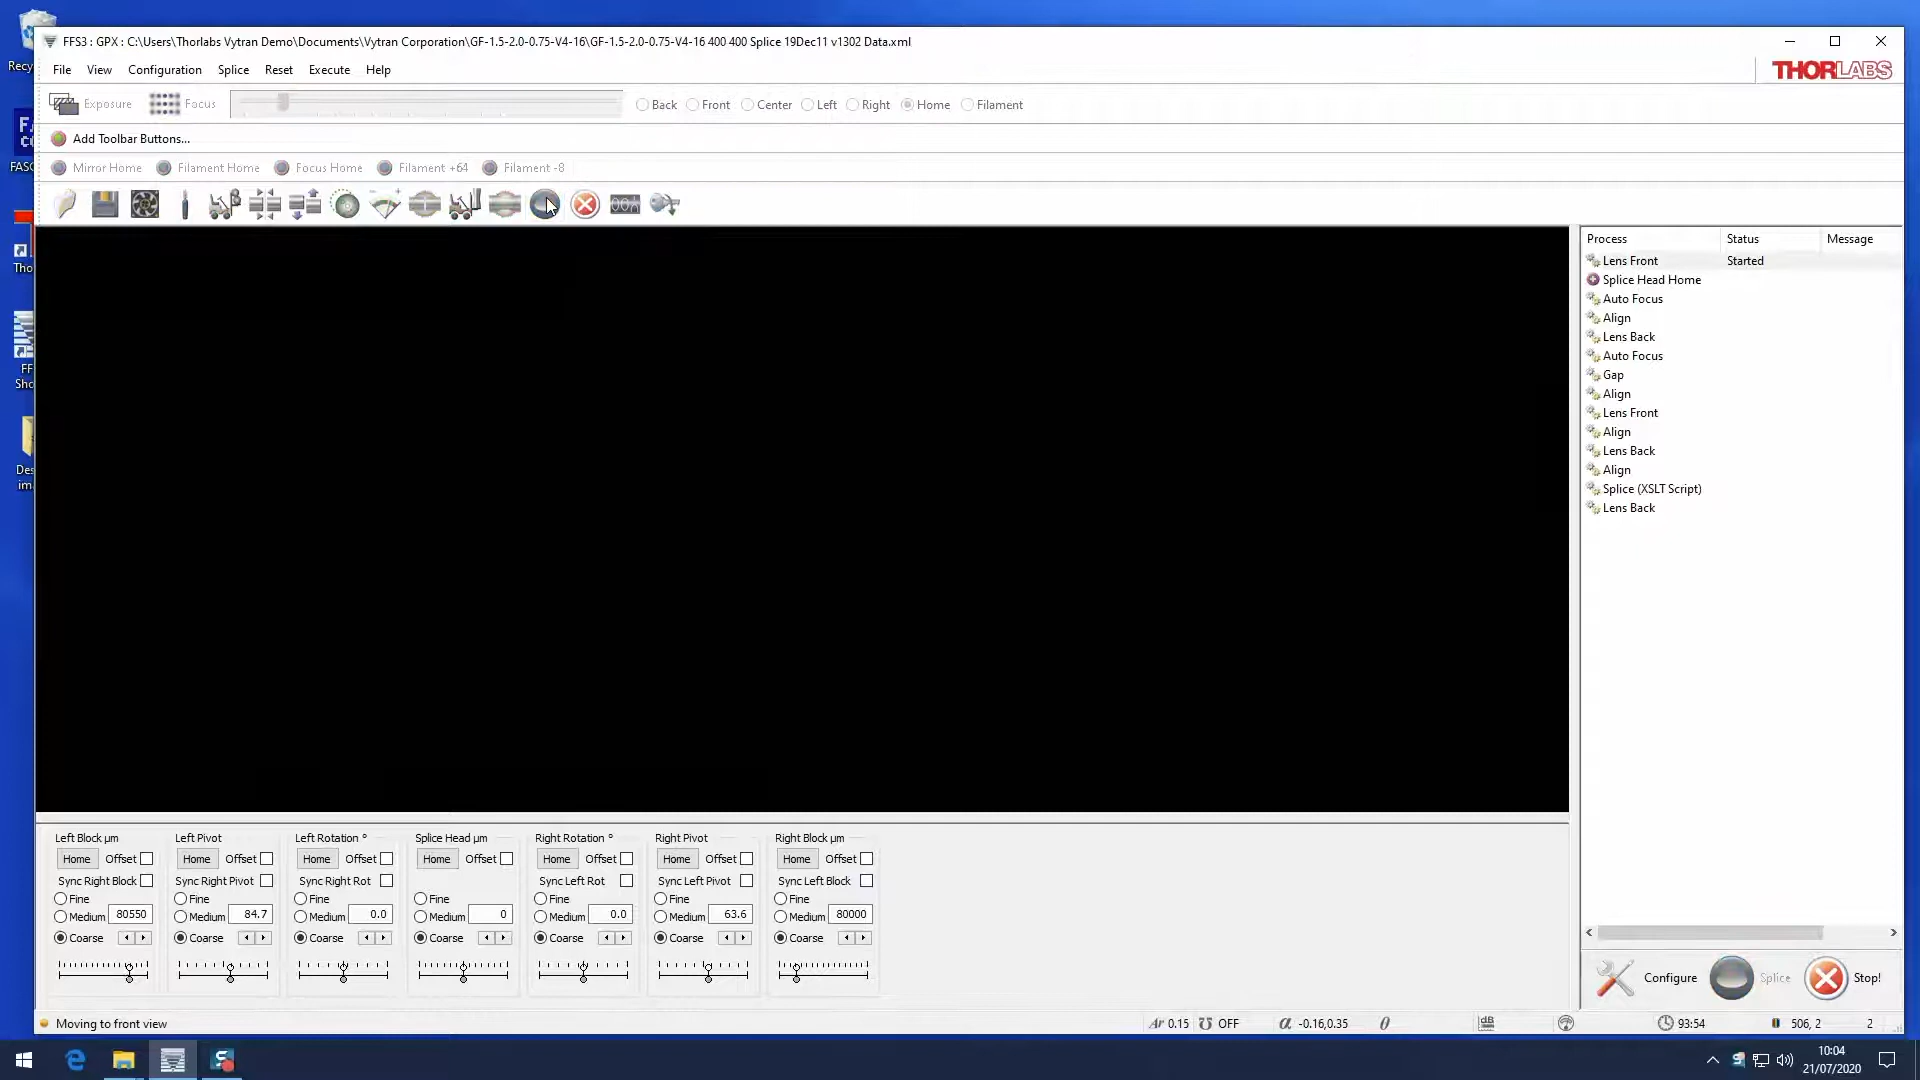 Recy
FFS3 : GPX : C:\Users\Thorlabs Vytran Demo\Documents\Vytran Corporation\GF-1.5-2.0-0.75-V4-16\GF-1.5-2.0-0.75-V4-16 400 400 Splice 19Dec11 v1302 Data.xml
File View Configuration Splice Reset Execute Help
THORLABS
Exposure Focus Back Front Center Left Right Home Filament
Add Toolbar Buttons...
Mirror Home Filament Home Focus Home Filament +64 Filament -8
FASC
Tho
FF
Sho
Des
im
Process Status Message
Lens Front Started
Splice Head Home
Auto Focus
Align
Lens Back
Auto Focus
Gap
Align
Lens Front
Align
Lens Back
Align
Splice (XSLT Script)
Lens Back
Left Block µm Left Pivot Left Rotation ° Splice Head µm Right Rotation ° Right Pivot Right Block µm
Home Offset Home Offset Home Offset Home Offset Home Offset Home Offset Home Offset
Sync Right Block Sync Right Pivot Sync Right Rot Sync Left Rot Sync Left Pivot Sync Left Block
Fine Fine Fine Fine Fine Fine Fine
Medium 80550 Medium 84.7 Medium 0.0 Medium 0 Medium 0.0 Medium 63.6 Medium 80000
Coarse Coarse Coarse Coarse Coarse Coarse Coarse
Configure Splice Stop!
Moving to front view Ar 0.15 OFF α -0.16,0.35 θ dB 93:54 506, 2 2
10:04
21/07/2020